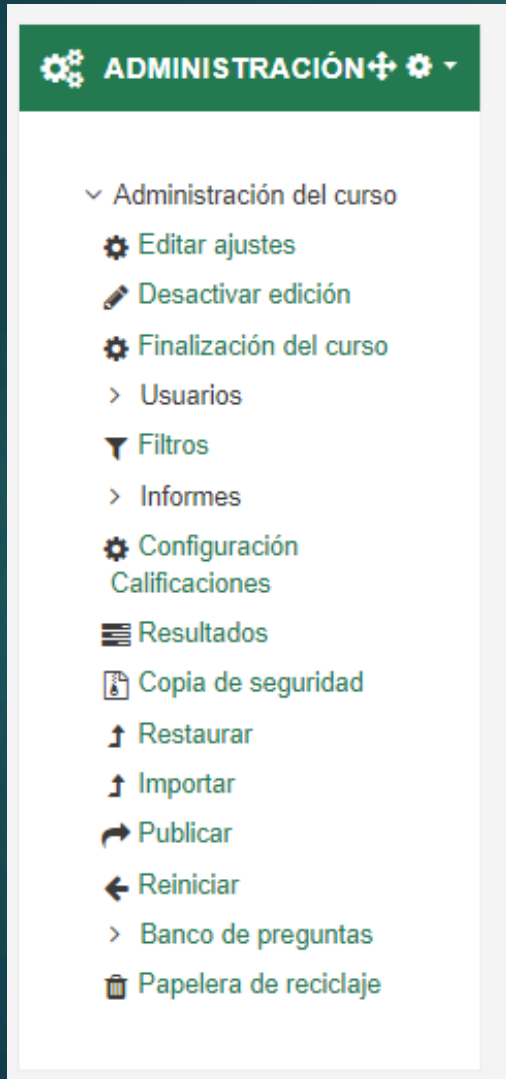 ADMINISTRACIÓN
Administración del curso
Editar ajustes
Desactivar edición
Finalización del curso
Usuarios
Filtros
Informes
Configuración
Calificaciones
Resultados
Copia de seguridad
Restaurar
Importar
Publicar
Reiniciar
Banco de preguntas
Papelera de reciclaje